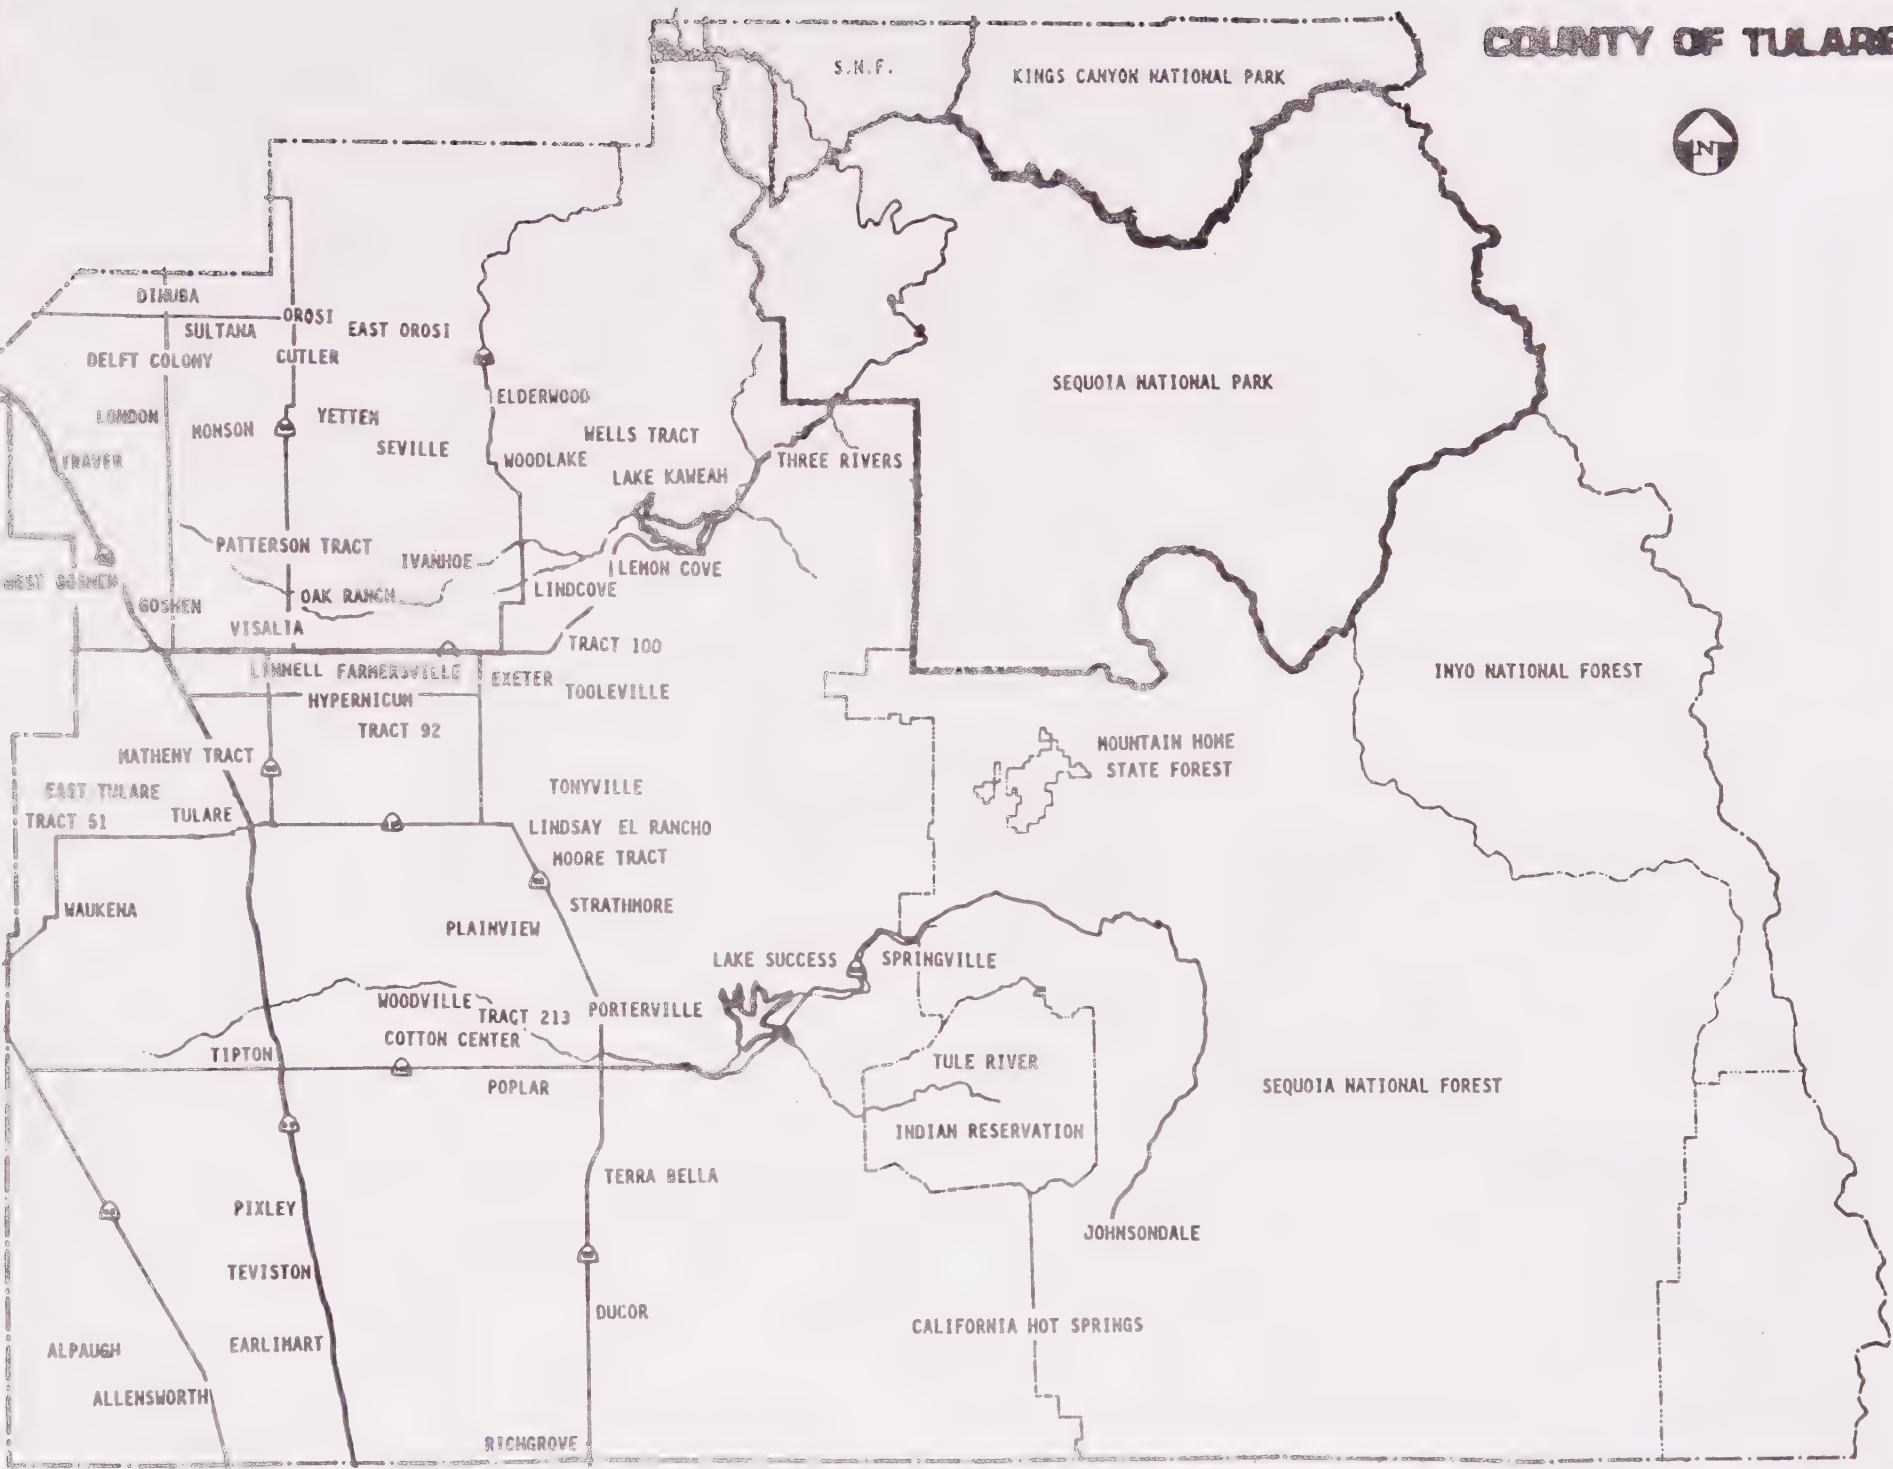 COUNTY OF TULARE
S.N.F.
KINGS CANYON NATIONAL PARK
N
DINUBA
SULTANA
OROSI
EAST OROSI
DELFT COLONY
CUTLER
SEQUOIA NATIONAL PARK
ELDERWOOD
LONDON
MONSON
YETTEM
SEVILLE
WELLS TRACT
TRAVER
WOODLAKE
THREE RIVERS
LAKE KAWEAH
PATTERSON TRACT
IVANHOE
LEMON COVE
WEST GOSHEN
GOSHEN
OAK RANCH
LINDCOVE
VISALIA
TRACT 100
LINNELL
FARMERSVILLE
EXETER
TOOLEVILLE
INYO NATIONAL FOREST
HYPERNICUM
TRACT 92
MATHENY TRACT
MOUNTAIN HOME
STATE FOREST
EAST TULARE
TONYVILLE
TRACT 51
TULARE
LINDSAY
EL RANCHO
MOORE TRACT
WAUKENA
STRATHMORE
PLAINVIEW
LAKE SUCCESS
SPRINGVILLE
WOODVILLE
TRACT 213
PORTERVILLE
COTTON CENTER
TIPTON
TULE RIVER
POPLAR
SEQUOIA NATIONAL FOREST
INDIAN RESERVATION
TERRA BELLA
PIXLEY
JOHNSONDALE
TEVISTON
DUCOR
CALIFORNIA HOT SPRINGS
EARLIMART
ALPAUGH
ALLENSWORTH
RICHGROVE